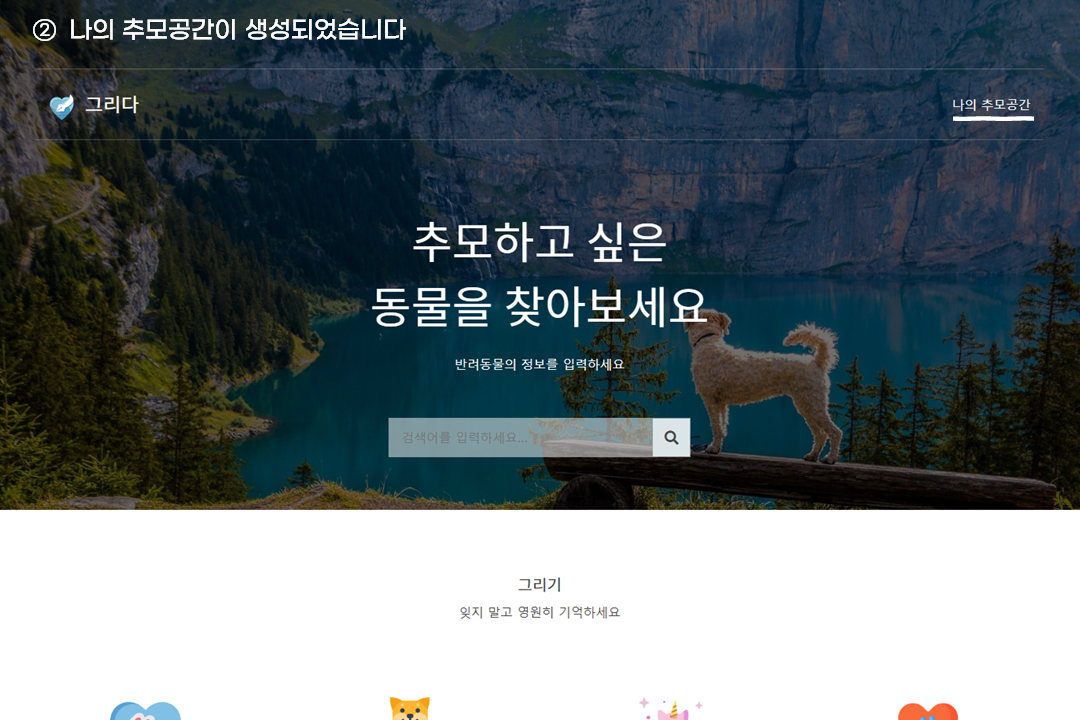 ② 나의 추모공간이 생성되었습니다
그리다
나의 추모공간
추모하고 싶은
동물을 찾아보세요
반려동물의 정보를 입력하세요
검색어를 입력하세요...
그리기
잊지 말고 영원히 기억하세요